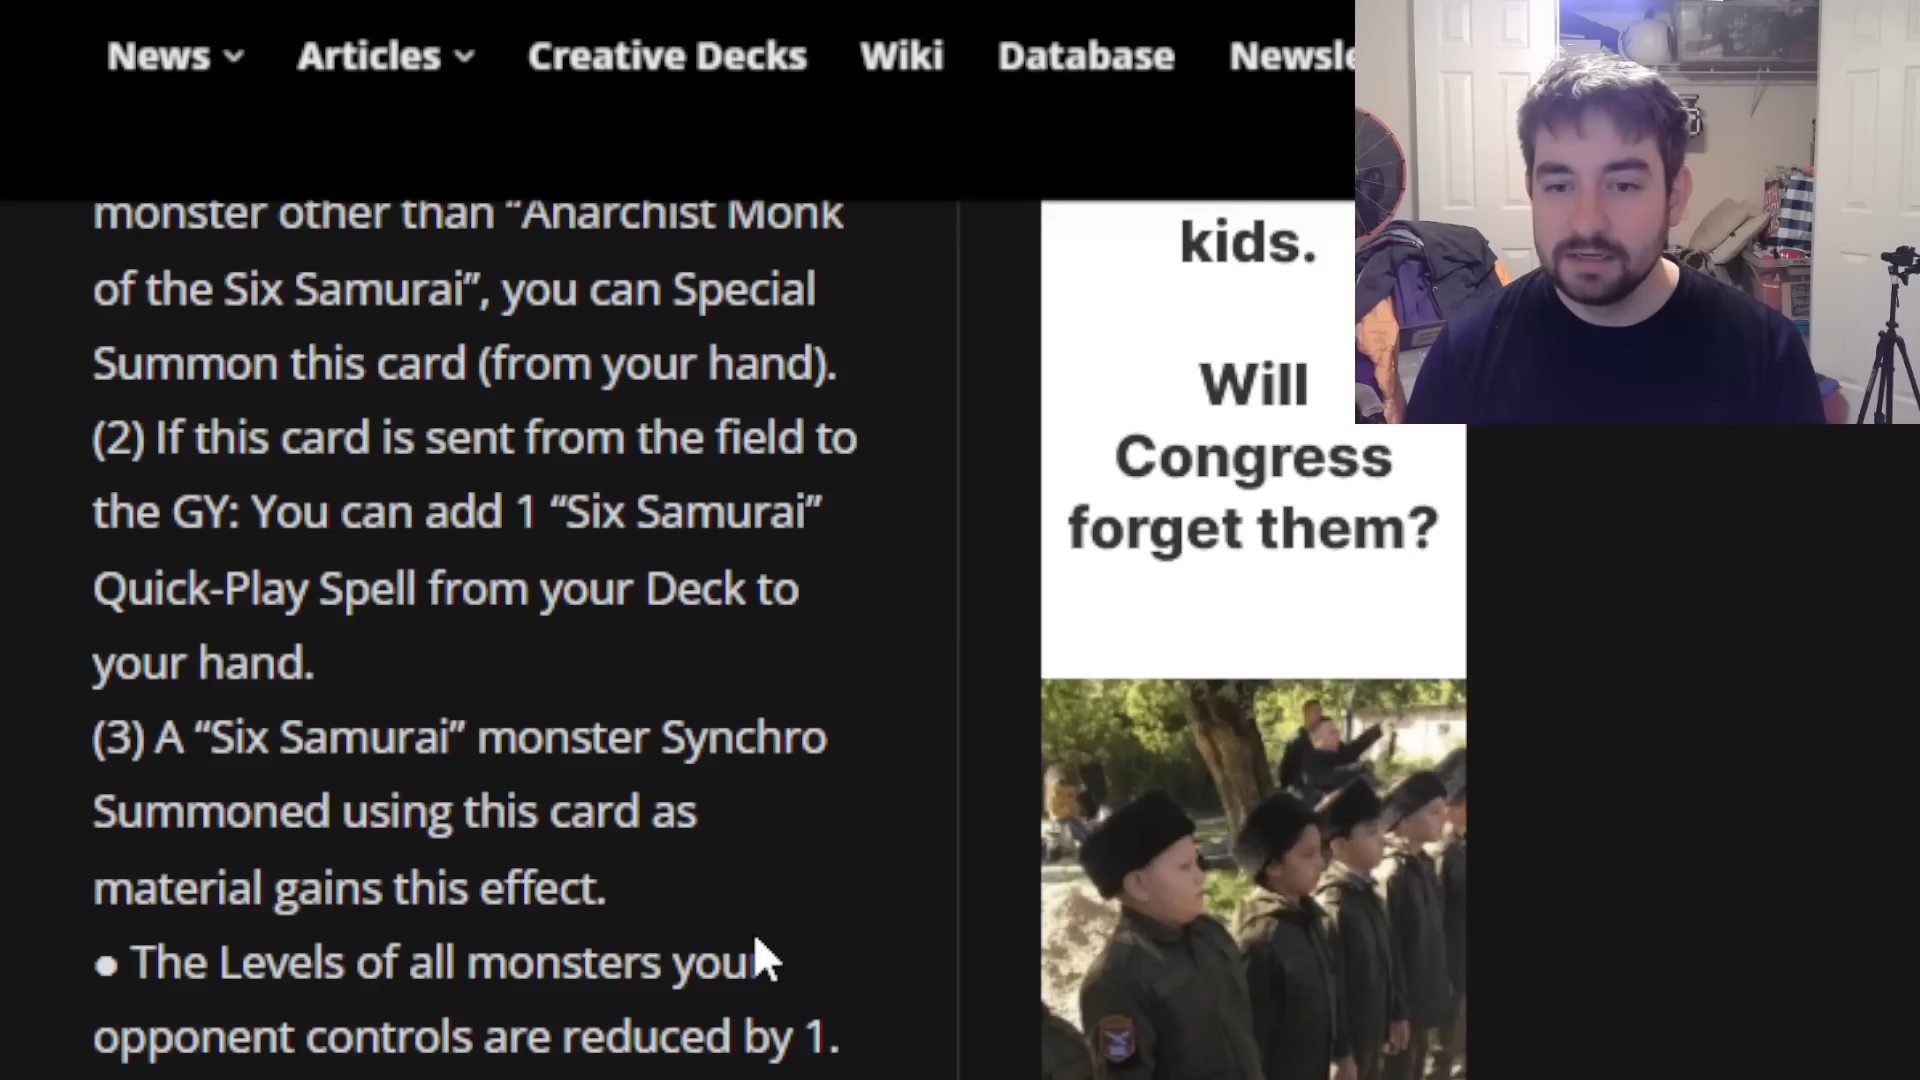 News Articles Creative Decks Wiki Database Newsle
monster other than “Anarchist Monk
of the Six Samurai”, you can Special
Summon this card (from your hand).
(2) If this card is sent from the field to
the GY: You can add 1 “Six Samurai”
Quick-Play Spell from your Deck to
your hand.
(3) A “Six Samurai” monster Synchro
Summoned using this card as
material gains this effect.
● The Levels of all monsters your
opponent controls are reduced by 1.
kids.
Will
Congress
forget them?